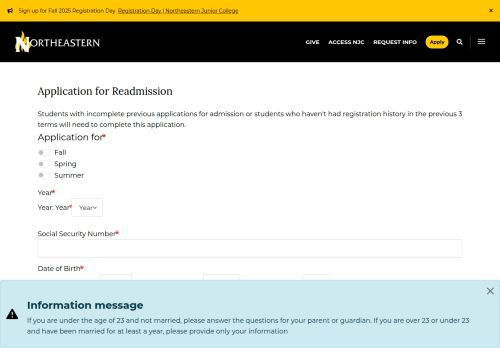 Sign up for Fall 2025 Registration Day Registration Day | Northeastern Junior College ×
NORTHEASTERN GIVE ACCESS NJC REQUEST INFO Apply
Application for Readmission
Students with incomplete previous applications for admission or students who haven't had registration history in the previous 3
terms will need to complete this application.
Application for*
Fall
Spring
Summer
Year*
Year: Year* Year
Social Security Number*
Date of Birth*
Information message
If you are under the age of 23 and not married, please answer the questions for your parent or guardian. If you are over 23 or under 23
and have been married for at least a year, please provide only your information